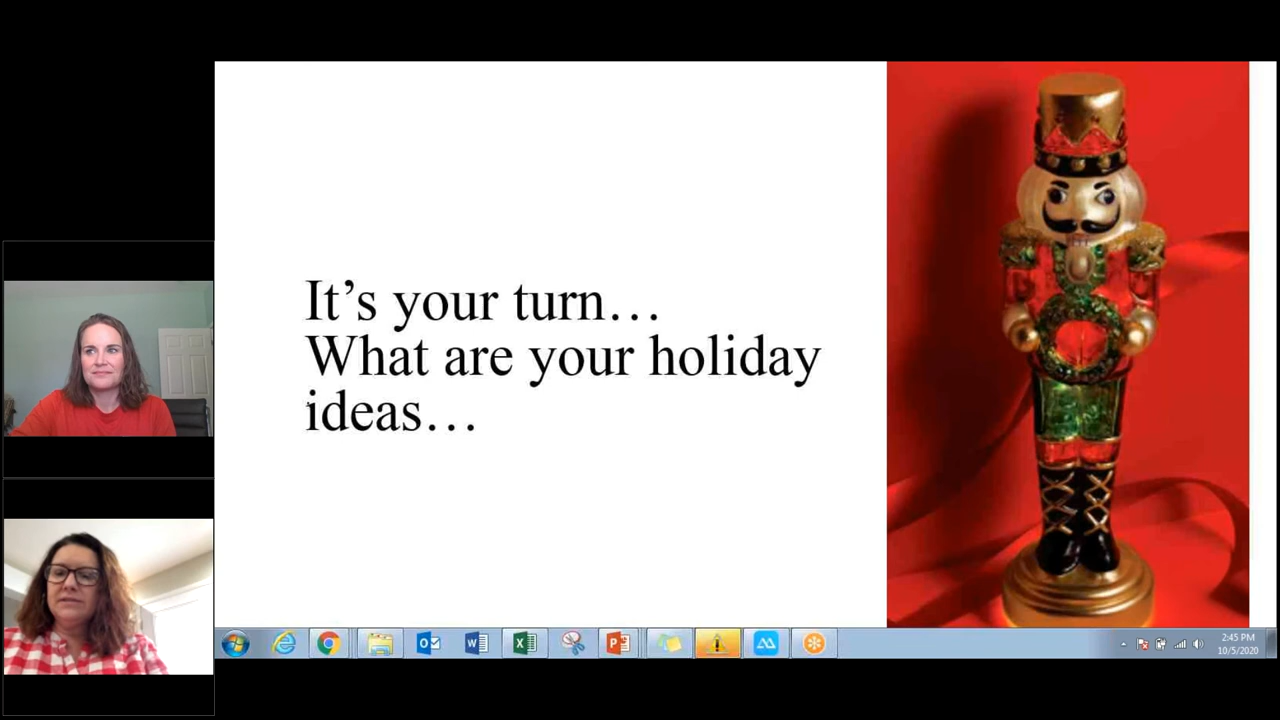 It’s your turn…
What are your holiday
ideas…
2:45 PM
10/5/2020